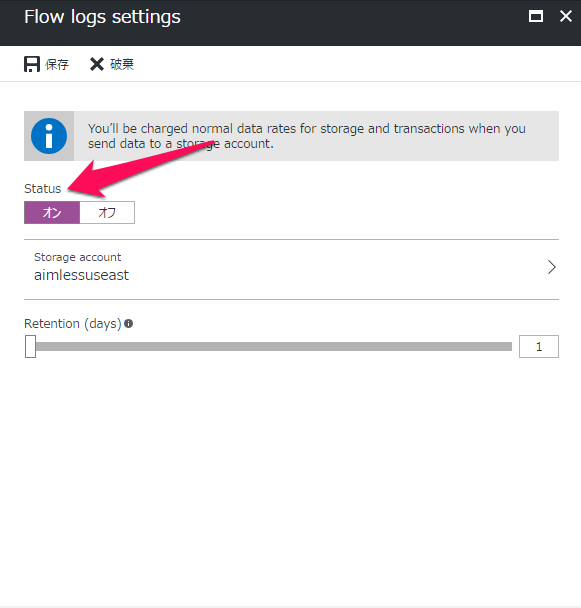 Flow logs settings
保存 破棄
You'll be charged normal data rates for storage and transactions when you
send data to a storage account.
Status
オン オフ
Storage account
aimlessuseast
Retention (days)
1